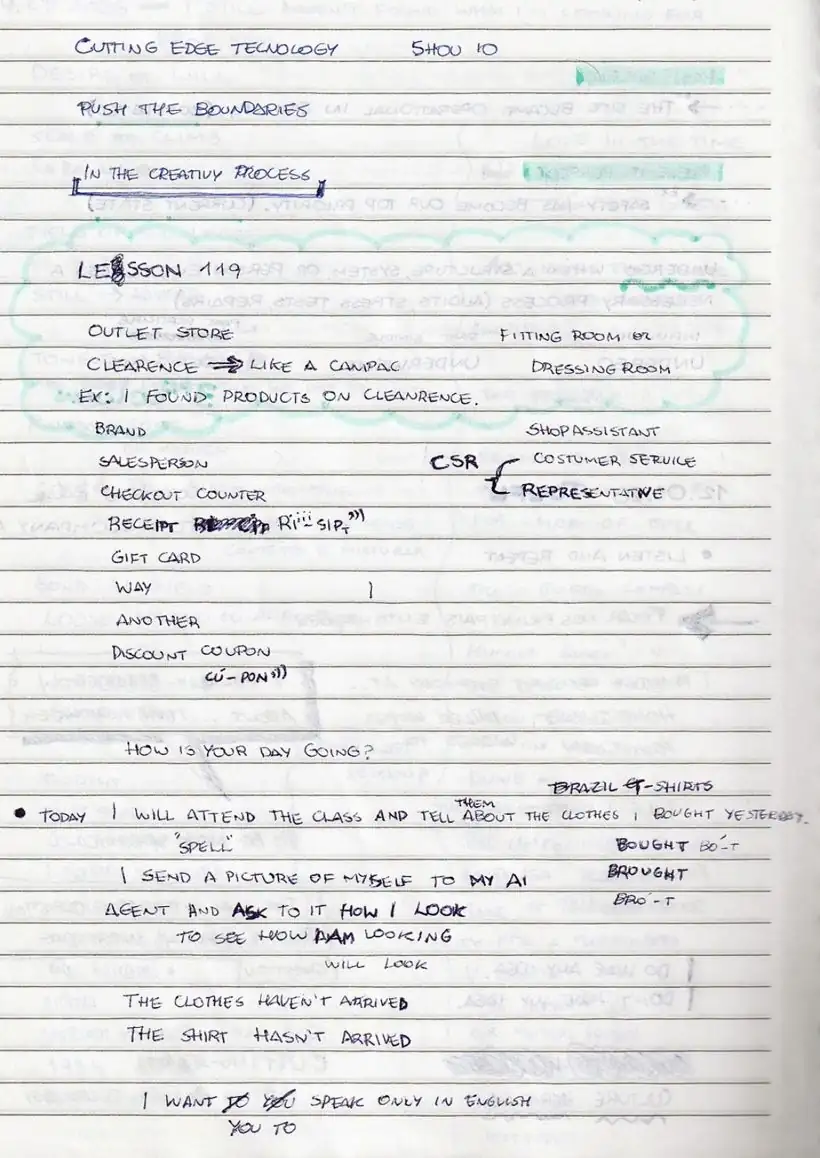 CUTTING EDGE TECNOLOGY SHOU 10
PUSH THE BOUNDARIES
IN THE CREATIVY PROCESS
LESSON 119
OUTLET STORE FITTING ROOM or
CLEARENCE ⇒ LIKE A CAMPAG DRESSING ROOM
EX: I FOUND PRODUCTS ON CLEANRENCE.
BRAND SHOP ASSISTANT
SALESPERSON CSR { COSTUMER SERVICE
CHECKOUT COUNTER REPRESENTATIVE
RECEIPT RI - SIPT )))
GIFT CARD
WAY
ANOTHER
DISCOUNT COUPON
CÚ-PON )))
HOW IS YOUR DAY GOING?
BRAZIL T-SHIRTS
• TODAY I WILL ATTEND THE CLASS AND TELL THEM ABOUT THE CLOTHES I BOUGHT YESTERDAY.
"SPELL" BOUGHT BÓ-T
I SEND A PICTURE OF MYSELF TO MY AI BROUGHT
AGENT AND ASK TO IT HOW I LOOK BRÓ-T
TO SEE HOW I AM LOOKING
WILL LOOK
THE CLOTHES HAVEN'T ARRIVED
THE SHIRT HASN'T ARRIVED
I WANT TO YOU SPEAK ONLY IN ENGLISH
YOU TO